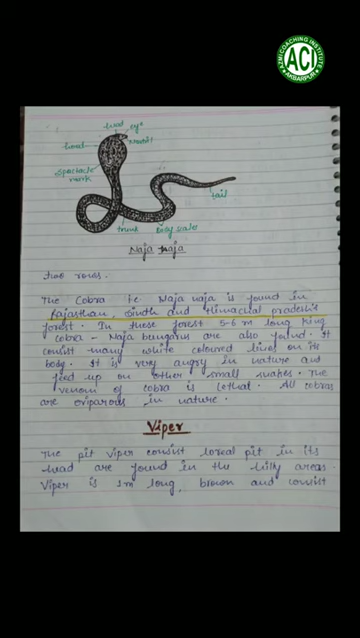 AZNI COACHING INSTITUTE
ACI
AKBARPUR
head
eye
nostril
hood
spectacle mark
tail
trunk
body scale
Naja naja
two rows.
The Cobra i.e Naja naja is found in
Rajasthan, Sindh and Himachal pradesh's
forest. In these forest 5-6 m long King
cobra - Naja bungarus are also found. It
consist many white coloured lines on its
body. It is very angry in nature and
feed up on other small snakes. The
venom of cobra is lethal. All cobras
are oviparous in nature.
Viper
The pit viper consist loreal pit in its
head are found in the hilly areas.
Viper is 1m long, brown and consist